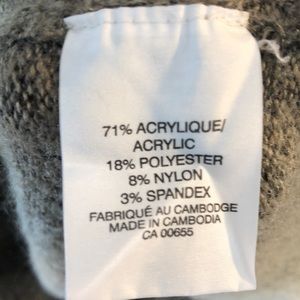 71% ACRYLIQUE/
ACRYLIC
18% POLYESTER
8% NYLON
3% SPANDEX
FABRIQUÉ AU CAMBODGE
MADE IN CAMBODIA
CA 00655